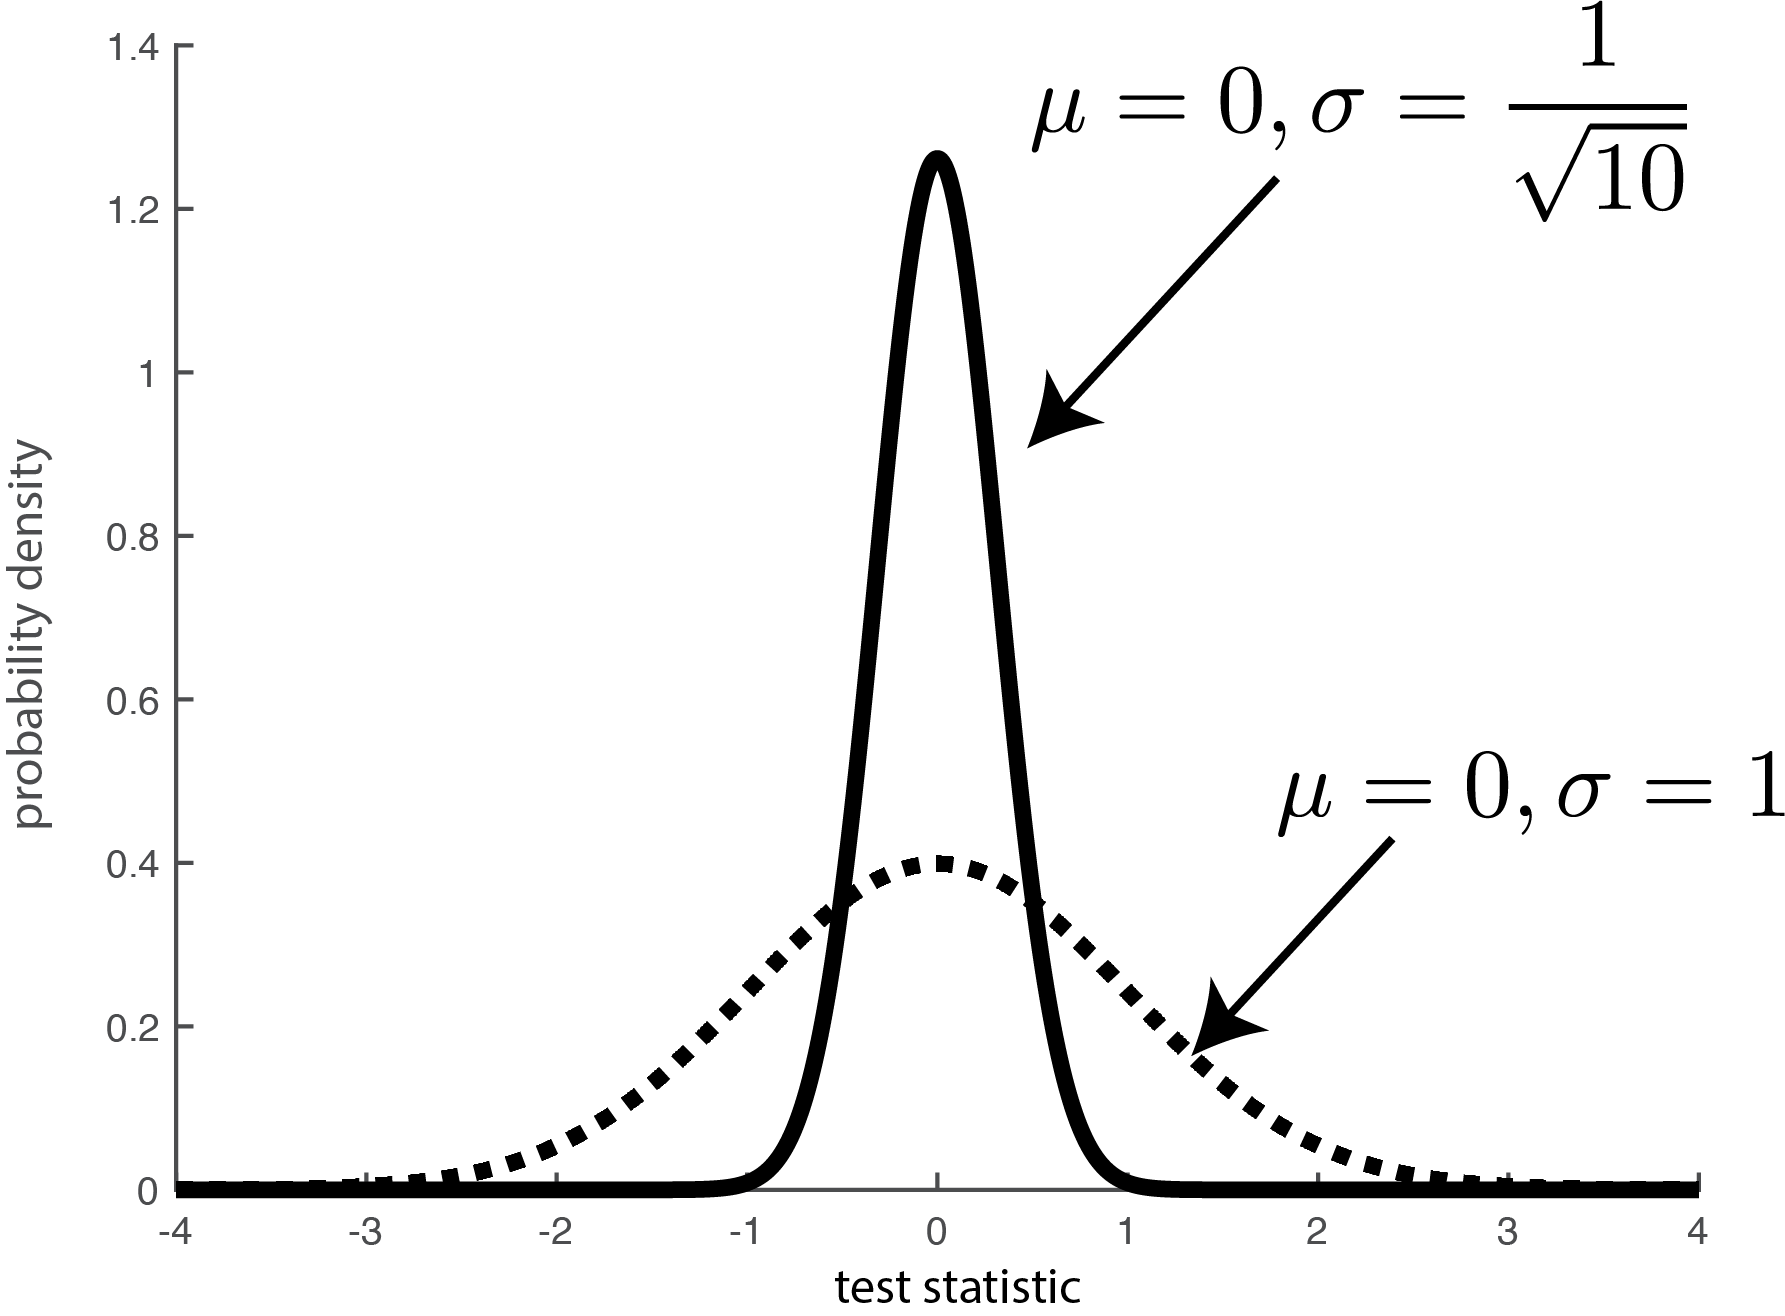 1.4
1.2
1
0.8
0.6
0.4
0.2
0
-4 -3 -2 -1 0 1 2 3 4
probability density
test statistic
μ = 0, σ = 1/√10
μ = 0, σ = 1